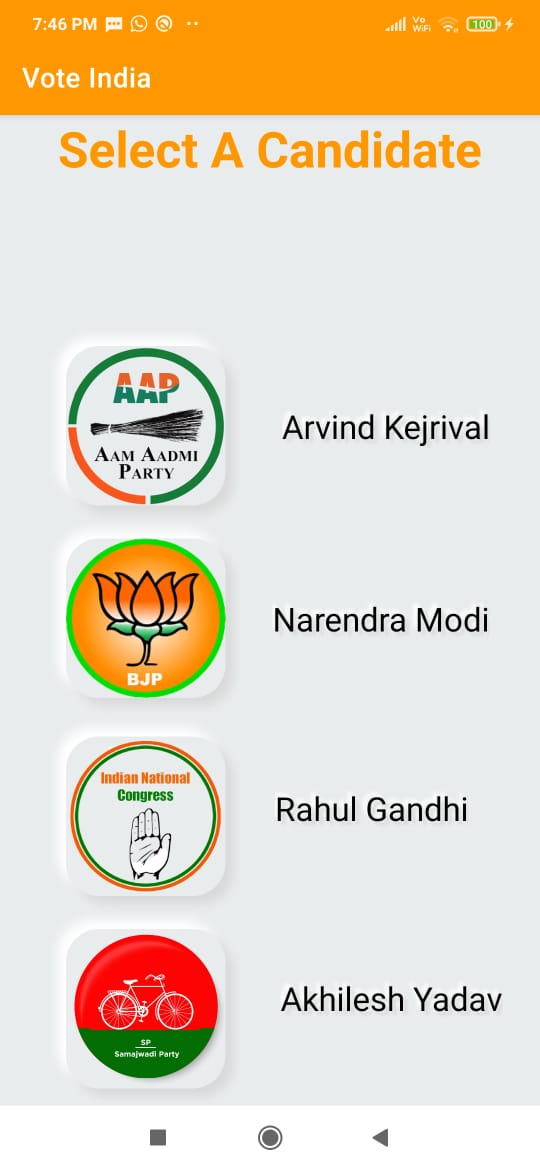 7:46 PM
Vo
WiFi
100
Vote India
Select A Candidate
AAP
AAM AADMI
PARTY
Arvind Kejrival
BJP
Narendra Modi
Indian National
Congress
Rahul Gandhi
SP
Samajwadi Party
Akhilesh Yadav